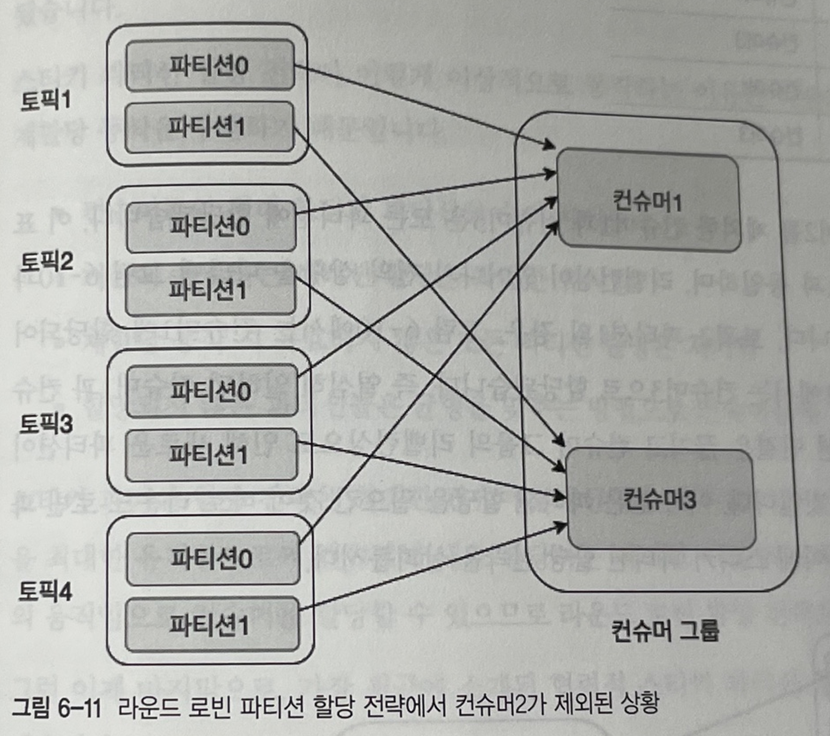 토픽1
파티션0
파티션1
토픽2
파티션0
파티션1
토픽3
파티션0
파티션1
토픽4
파티션0
파티션1
컨슈머1
컨슈머3
컨슈머 그룹
그림 6-11 라운드 로빈 파티션 할당 전략에서 컨슈머2가 제외된 상황